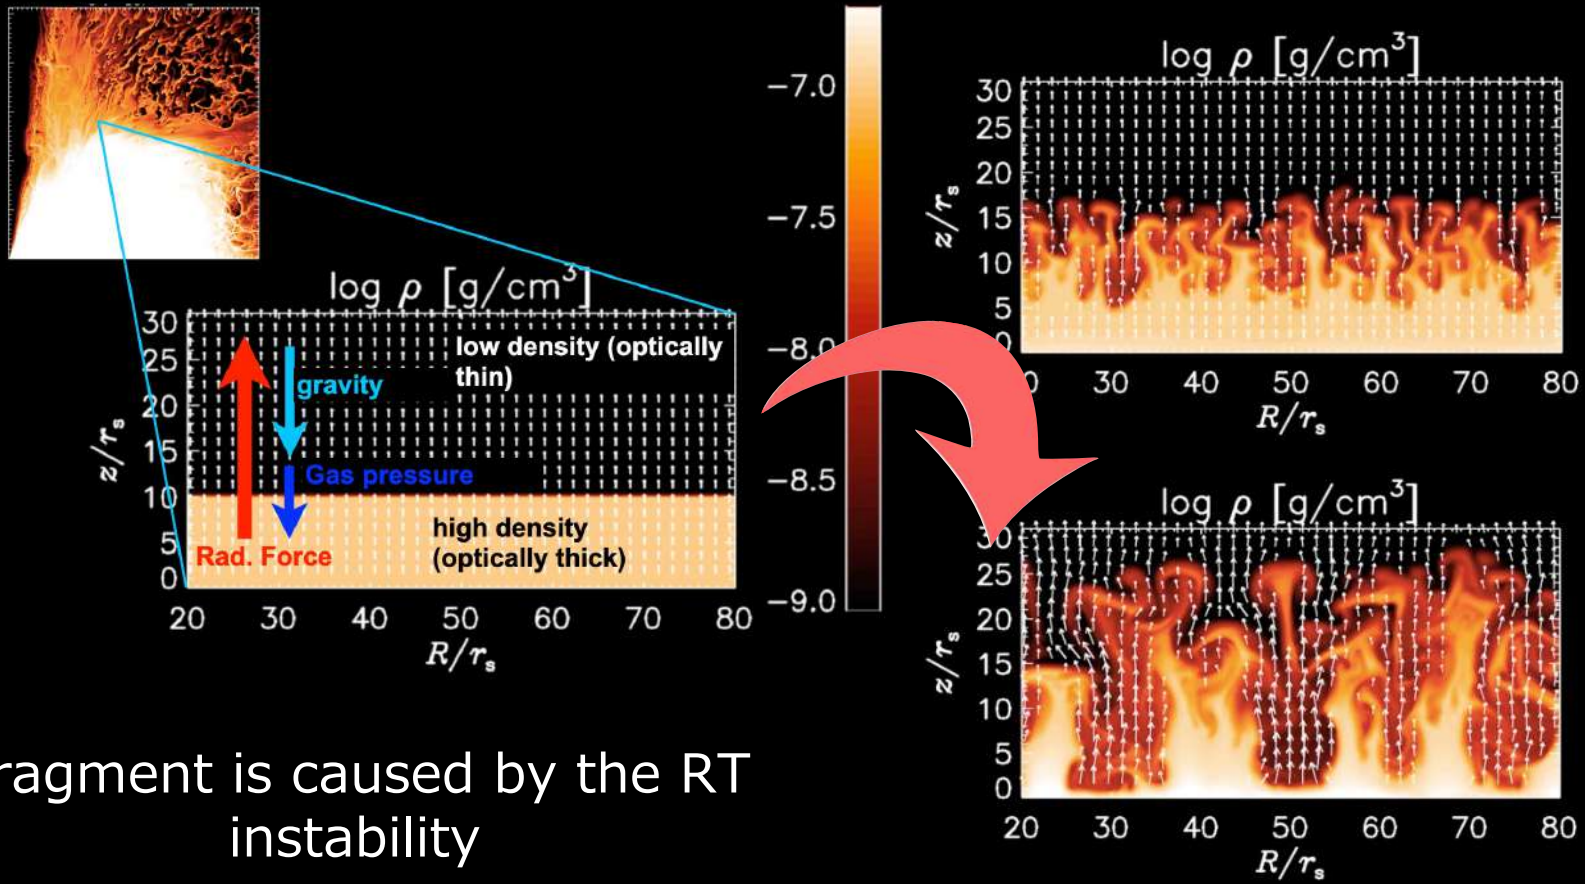 log ρ [g/cm³]
30
25
20
15
10
5
0
z/rₛ
low density (optically
thin)
gravity
Gas pressure
high density
(optically thick)
Rad. Force
20 30 40 50 60 70 80
R/rₛ
−7.0
−7.5
−8.0
−8.5
−9.0
log ρ [g/cm³]
30
25
20
15
10
5
0
z/rₛ
0 30 40 50 60 70 80
R/rₛ
log ρ [g/cm³]
30
25
20
15
10
5
0
z/rₛ
20 30 40 50 60 70 80
R/rₛ
ragment is caused by the RT
instability